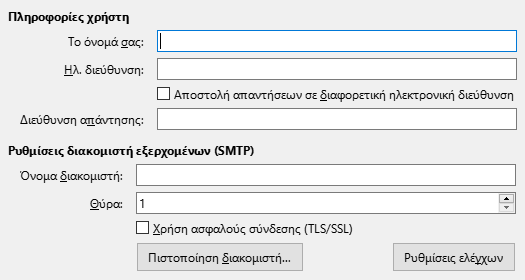 Πληροφορίες χρήστη
Το όνομά σας:
Ηλ. διεύθυνση:
Αποστολή απαντήσεων σε διαφορετική ηλεκτρονική διεύθυνση
Διεύθυνση απάντησης:
Ρυθμίσεις διακομιστή εξερχομένων (SMTP)
Όνομα διακομιστή:
Θύρα: 1
Χρήση ασφαλούς σύνδεσης (TLS/SSL)
Πιστοποίηση διακομιστή... Ρυθμίσεις ελέγχων